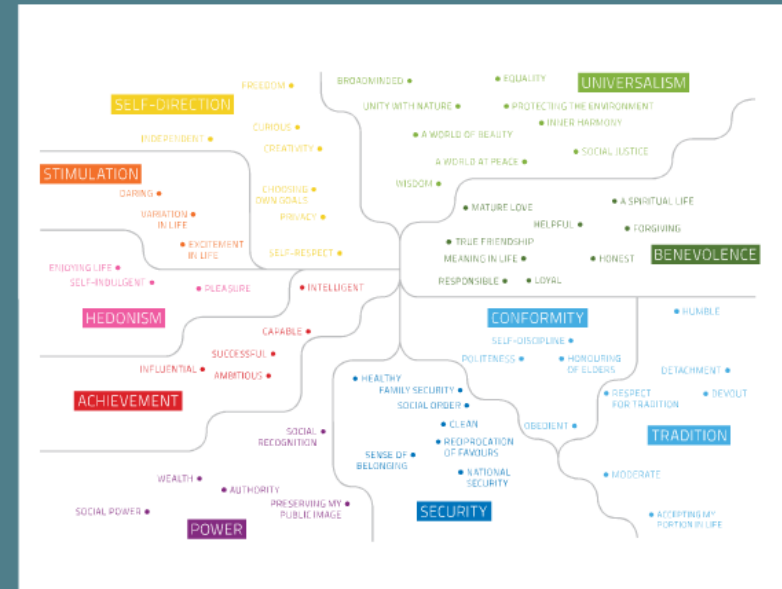 SELF-DIRECTION
FREEDOM
INDEPENDENT
CURIOUS
CREATIVITY
CHOOSING
OWN GOALS
PRIVACY
SELF-RESPECT
STIMULATION
DARING
VARIATION
IN LIFE
EXCITEMENT
IN LIFE
ENJOYING LIFE
SELF-INDULGENT
PLEASURE
HEDONISM
INTELLIGENT
CAPABLE
SUCCESSFUL
INFLUENTIAL
AMBITIOUS
ACHIEVEMENT
SOCIAL
RECOGNITION
WEALTH
AUTHORITY
PRESERVING MY
PUBLIC IMAGE
SOCIAL POWER
POWER
BROADMINDED
EQUALITY
UNIVERSALISM
UNITY WITH NATURE
PROTECTING THE ENVIRONMENT
INNER HARMONY
A WORLD OF BEAUTY
SOCIAL JUSTICE
A WORLD AT PEACE
WISDOM
MATURE LOVE
A SPIRITUAL LIFE
HELPFUL
FORGIVING
TRUE FRIENDSHIP
MEANING IN LIFE
HONEST
BENEVOLENCE
RESPONSIBLE
LOYAL
CONFORMITY
SELF-DISCIPLINE
POLITENESS
HONOURING
OF ELDERS
OBEDIENT
HUMBLE
DETACHMENT
RESPECT
FOR TRADITION
DEVOUT
TRADITION
MODERATE
ACCEPTING MY
PORTION IN LIFE
HEALTHY
FAMILY SECURITY
SOCIAL ORDER
CLEAN
RECIPROCATION
OF FAVOURS
SENSE OF
BELONGING
NATIONAL
SECURITY
SECURITY